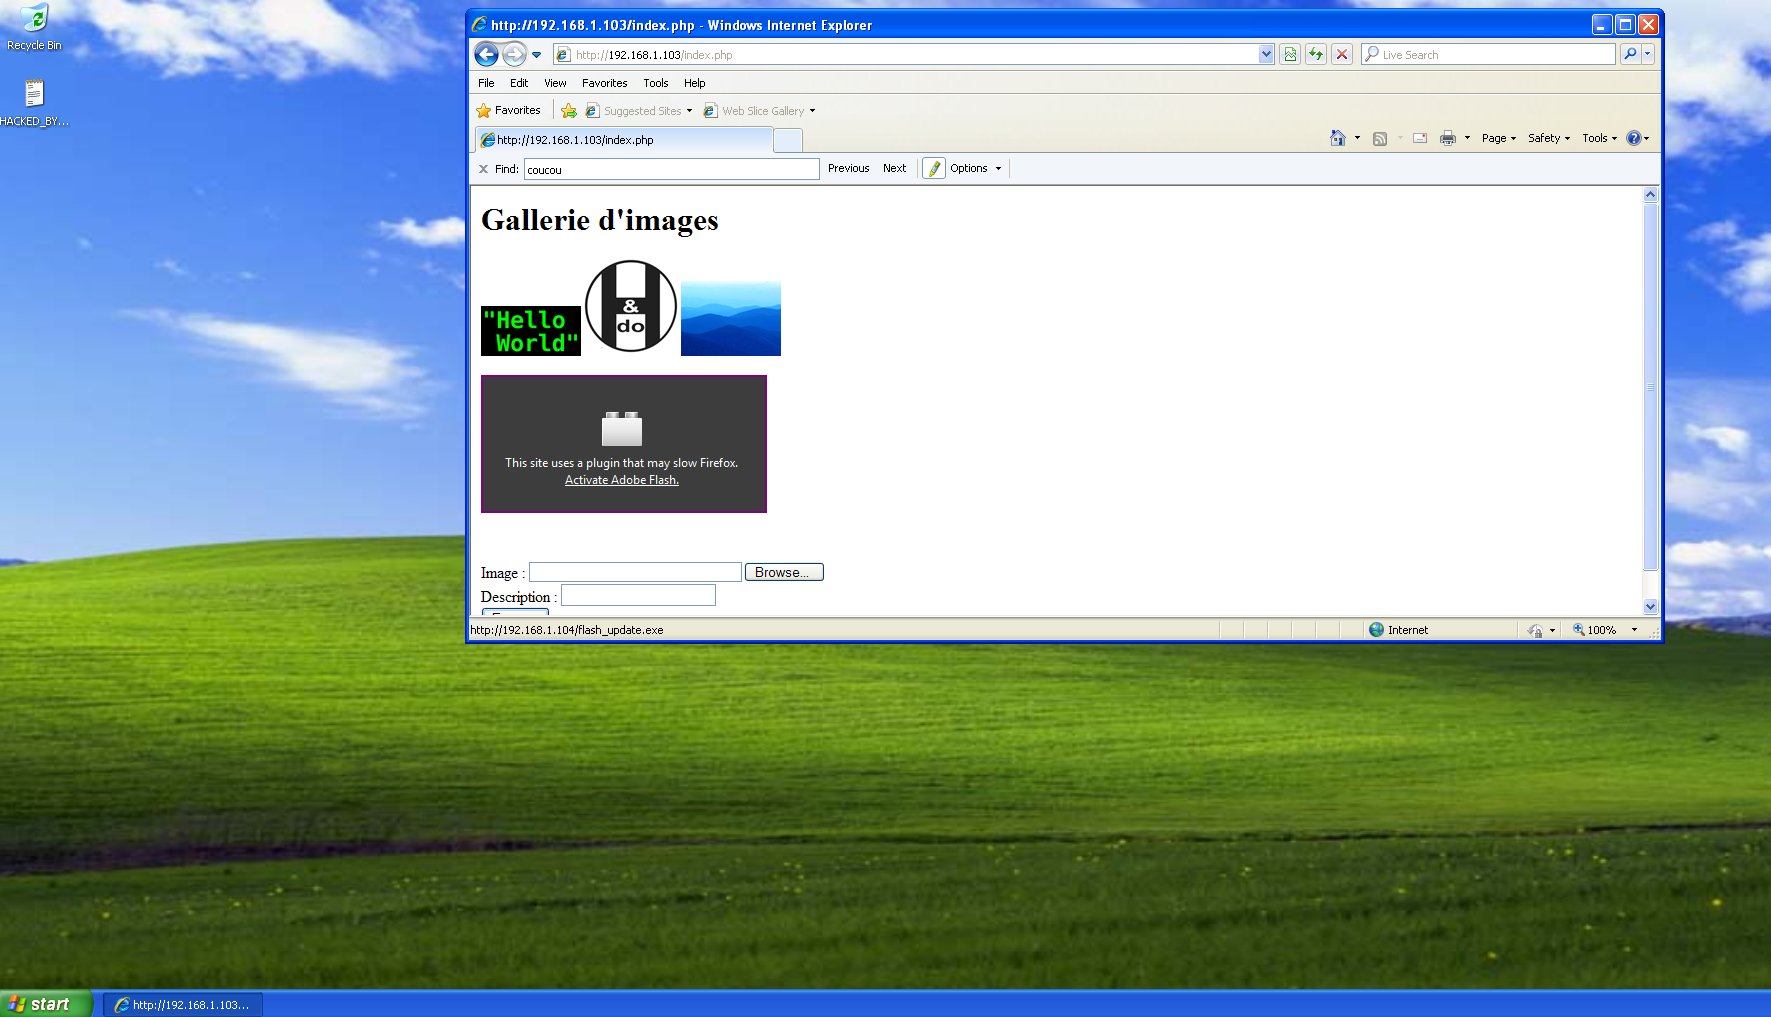 Recycle Bin
HACKED_BY...
http://192.168.1.103/index.php - Windows Internet Explorer
http://192.168.1.103/index.php
Live Search
File Edit View Favorites Tools Help
Favorites Suggested Sites Web Slice Gallery
http://192.168.1.103/index.php
Page Safety Tools
x Find: coucou Previous Next Options
Gallerie d'images
"Hello
World"
&
do
This site uses a plugin that may slow Firefox.
Activate Adobe Flash.
Image : Browse...
Description :
http://192.168.1.104/flash_update.exe Internet 100%
start http://192.168.1.103...